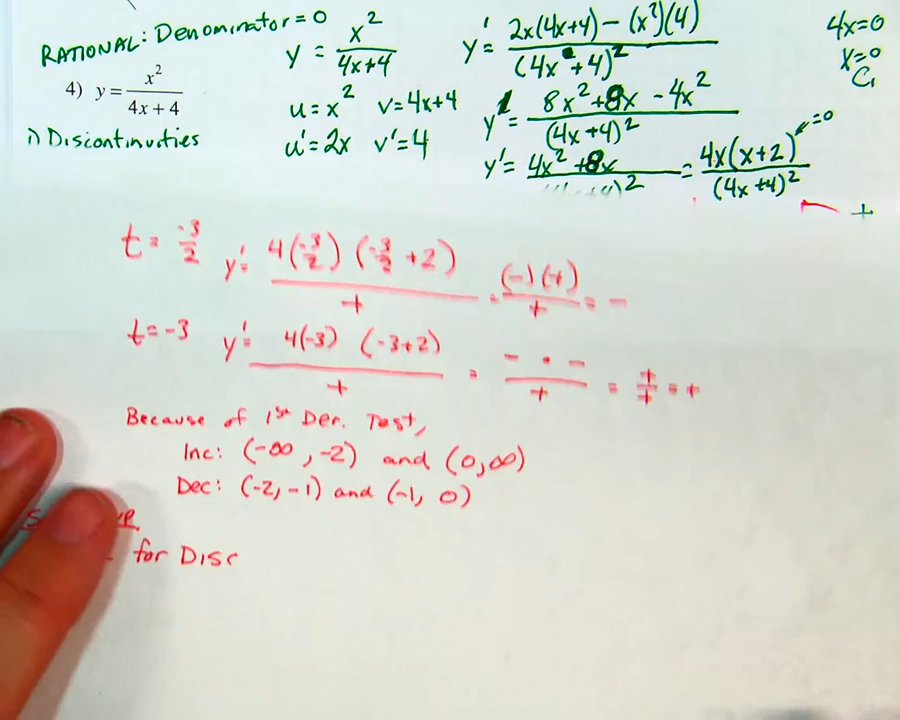 RATIONAL: Denominator = 0
4) y = x²/(4x + 4)
1) Discontinuities
y = x²/(4x+4)
u = x² v = 4x+4
u' = 2x v' = 4
y' = (2x(4x+4) − (x²)(4))/(4x+4)²
y' = (8x² + 8x − 4x²)/(4x+4)²
y' = (4x² + 8x)/( )² = 4x(x+2)/(4x+4)² = 0
4x=0
x=0
+
t = -3/2 y' = 4(-3/2)(-3/2 + 2)/+ = (-)(+)/+ = -
t = -3 y' = 4(-3) (-3+2)/+ = - · -/+ = +/+ = +
Because of 1st Der. Test,
Inc: (-∞, -2) and (0, ∞)
Dec: (-2, -1) and (-1, 0)
for Disc